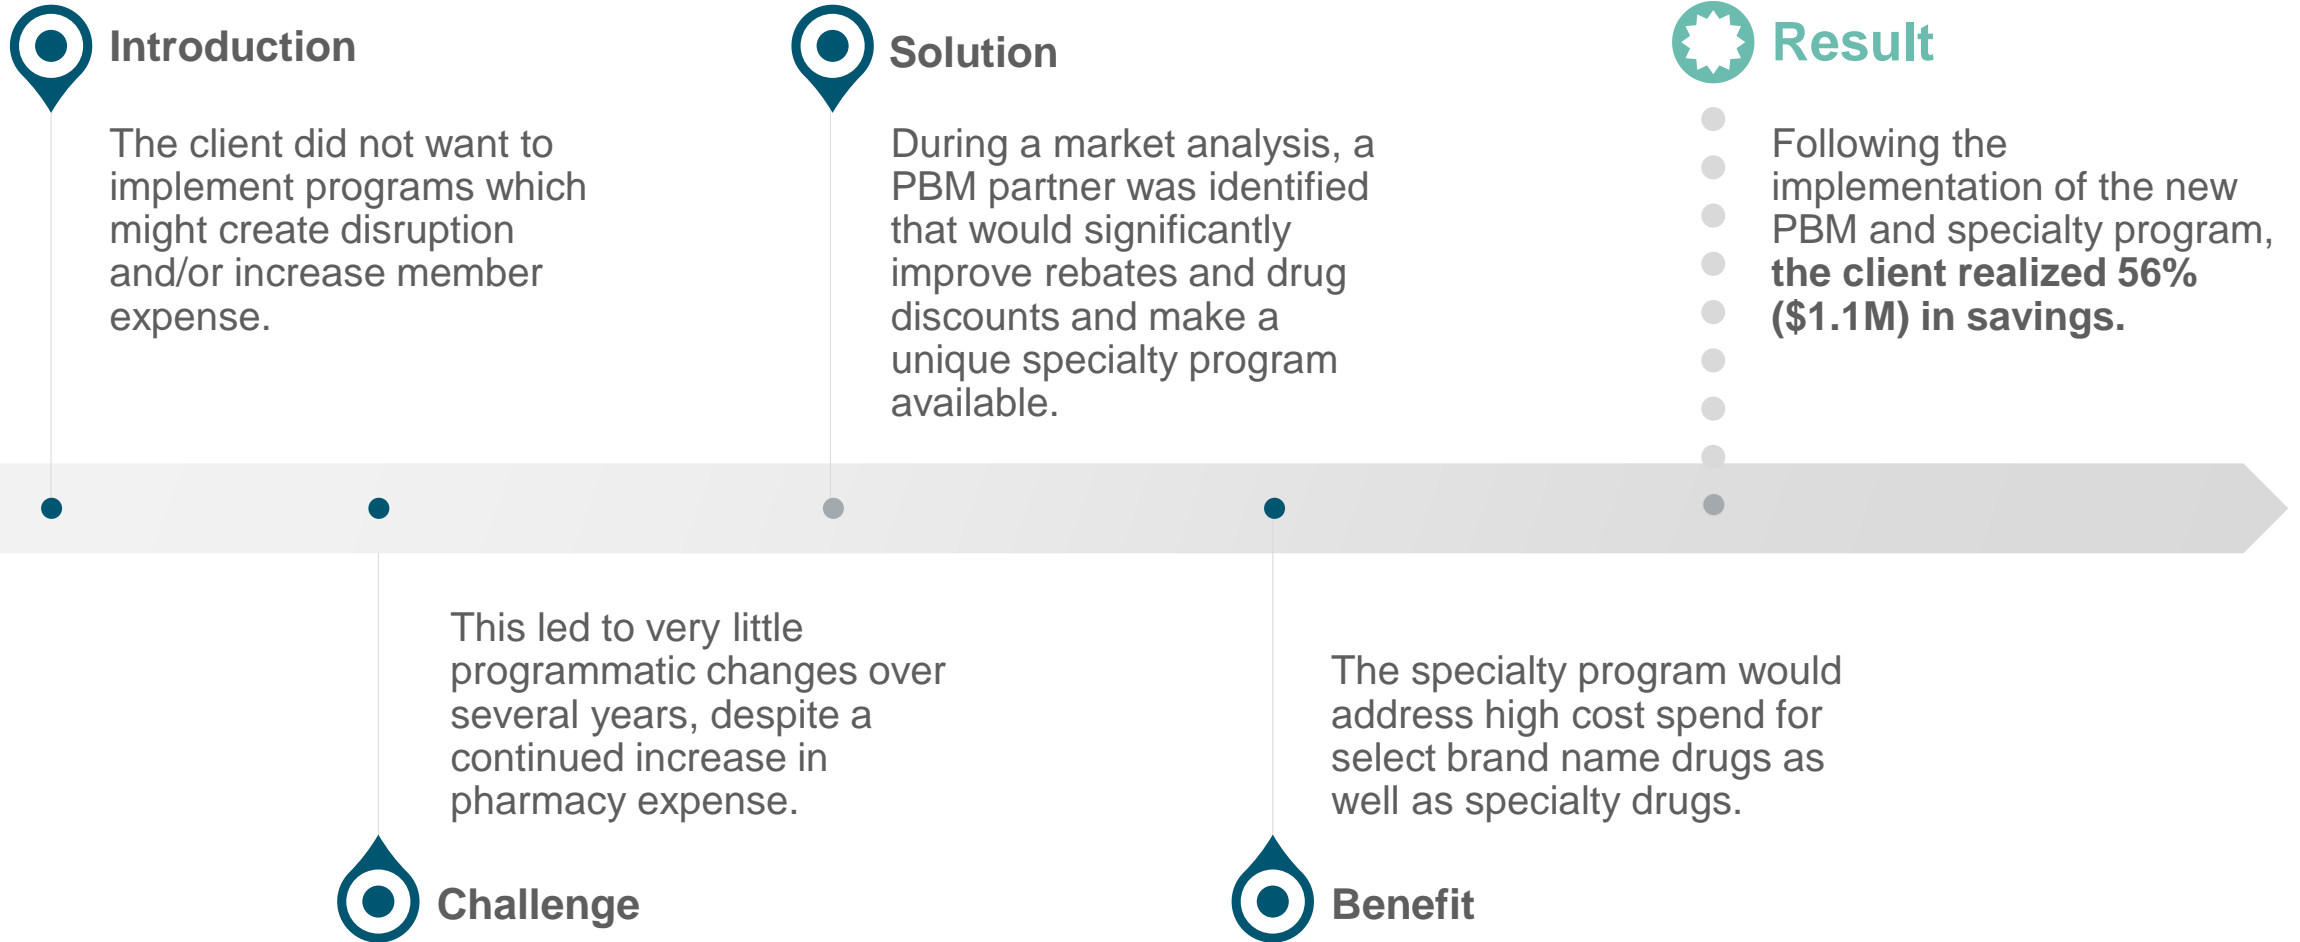 Introduction
The client did not want to
implement programs which
might create disruption
and/or increase member
expense.
This led to very little
programmatic changes over
several years, despite a
continued increase in
pharmacy expense.
Challenge
Solution
During a market analysis, a
PBM partner was identified
that would significantly
improve rebates and drug
discounts and make a
unique specialty program
available.
The specialty program would
address high cost spend for
select brand name drugs as
well as specialty drugs.
Benefit
Result
Following the
implementation of the new
PBM and specialty program,
the client realized 56%
($1.1M) in savings.